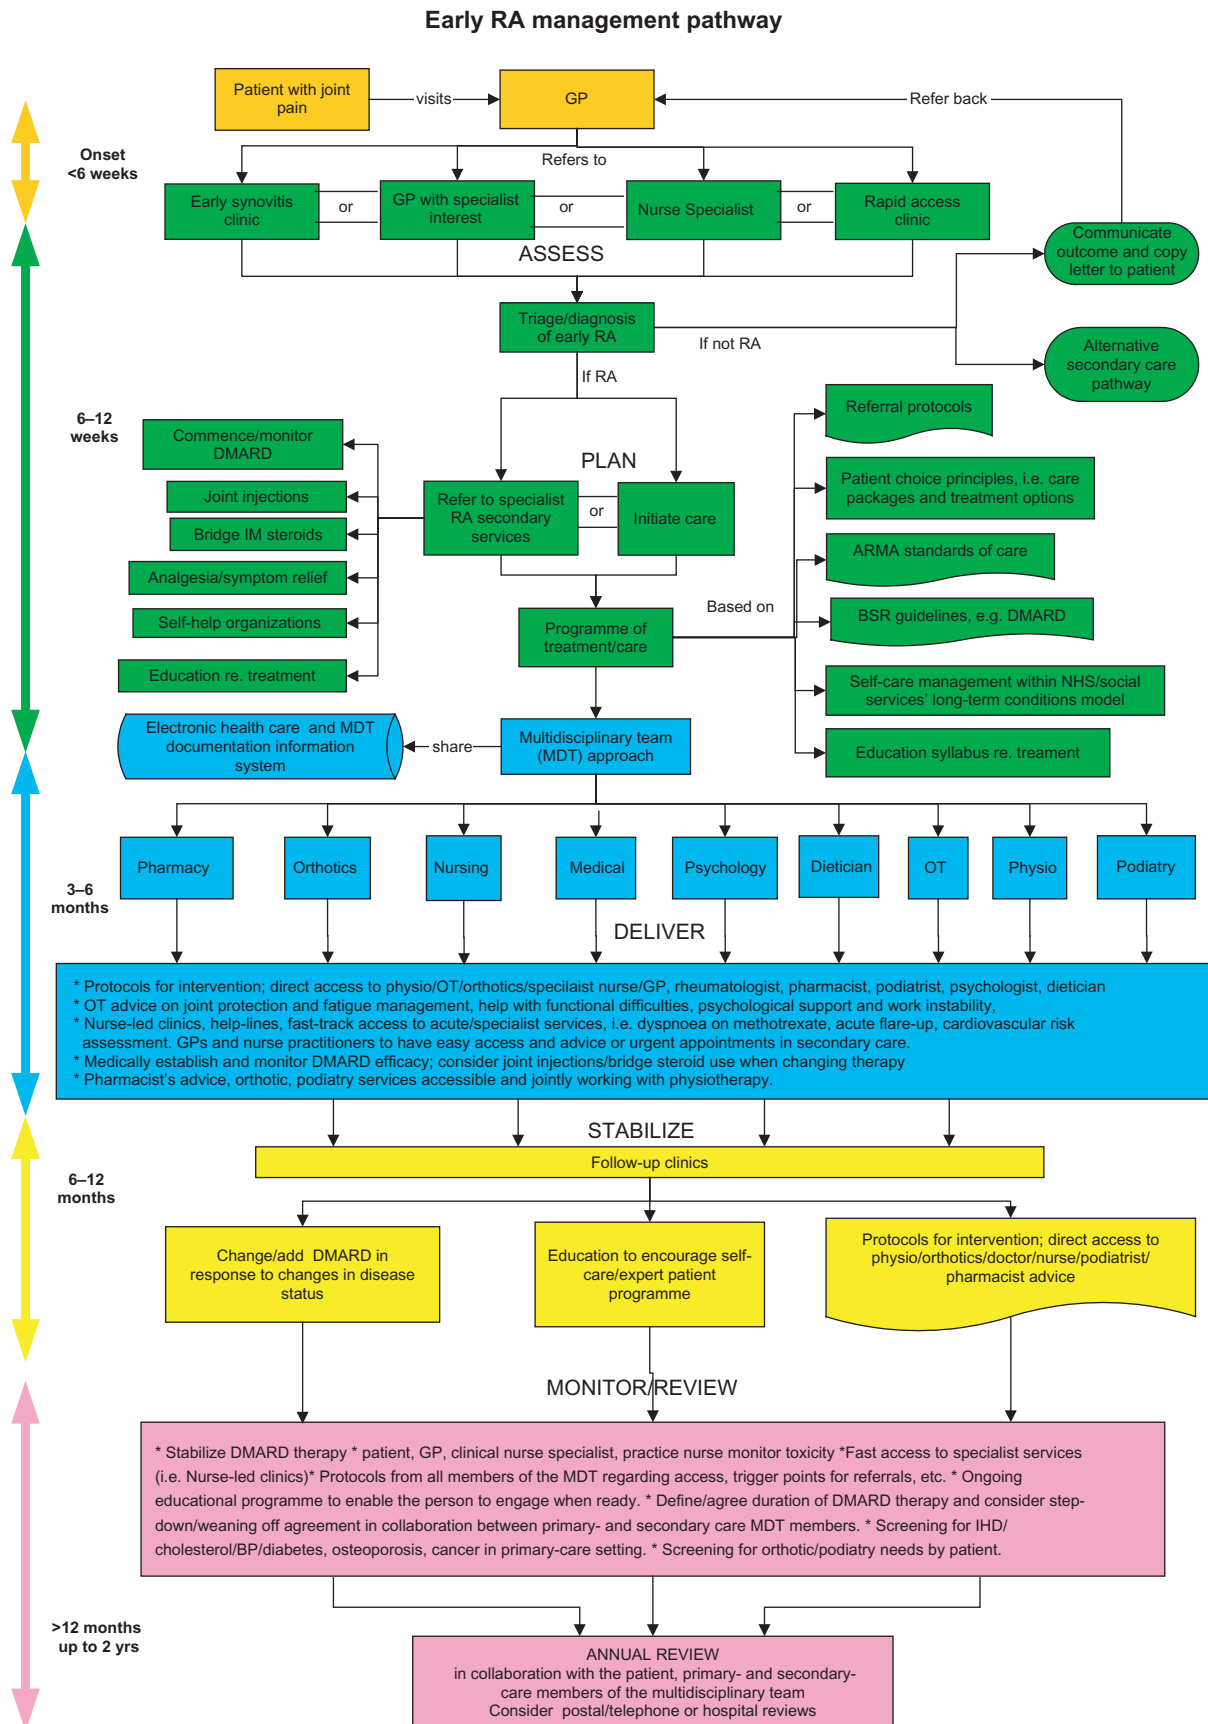 Early RA management pathway
Patient with joint
pain
visits
GP
Refer back
Onset
<6 weeks
Refers to
Early synovitis
clinic
or
GP with specialist
interest
or
Nurse Specialist
or
Rapid access
clinic
ASSESS
Communicate
outcome and copy
letter to patient
Triage/diagnosis
of early RA
If not RA
Alternative
secondary care
pathway
If RA
6–12
weeks
Commence/monitor
DMARD
Joint injections
Bridge IM steroids
Analgesia/symptom relief
Self-help organizations
Education re. treatment
PLAN
Refer to specialist
RA secondary
services
or
Initiate care
Referral protocols
Patient choice principles, i.e. care
packages and treatment options
ARMA standards of care
Based on
BSR guidelines, e.g. DMARD
Programme of
treatment/care
Self-care management within NHS/social
services' long-term conditions model
Education syllabus re. treament
Electronic health care and MDT
documentation information
system
share
Multidisciplinary team
(MDT) approach
3–6
months
Pharmacy
Orthotics
Nursing
Medical
Psychology
Dietician
OT
Physio
Podiatry
DELIVER
* Protocols for intervention; direct access to physio/OT/orthotics/specilaist nurse/GP, rheumatologist, pharmacist, podiatrist, psychologist, dietician
* OT advice on joint protection and fatigue management, help with functional difficulties, psychological support and work instability,
* Nurse-led clinics, help-lines, fast-track access to acute/specialist services, i.e. dyspnoea on methotrexate, acute flare-up, cardiovascular risk
assessment. GPs and nurse practitioners to have easy access and advice or urgent appointments in secondary care.
* Medically establish and monitor DMARD efficacy; consider joint injections/bridge steroid use when changing therapy
* Pharmacist's advice, orthotic, podiatry services accessible and jointly working with physiotherapy.
STABILIZE
Follow-up clinics
6–12
months
Change/add DMARD in
response to changes in disease
status
Education to encourage self-
care/expert patient
programme
Protocols for intervention; direct access to
physio/orthotics/doctor/nurse/podiatrist/
pharmacist advice
MONITOR/REVIEW
* Stabilize DMARD therapy * patient, GP, clinical nurse specialist, practice nurse monitor toxicity *Fast access to specialist services
(i.e. Nurse-led clinics)* Protocols from all members of the MDT regarding access, trigger points for referrals, etc. * Ongoing
educational programme to enable the person to engage when ready. * Define/agree duration of DMARD therapy and consider step-
down/weaning off agreement in collaboration between primary- and secondary care MDT members. * Screening for IHD/
cholesterol/BP/diabetes, osteoporosis, cancer in primary-care setting. * Screening for orthotic/podiatry needs by patient.
>12 months
up to 2 yrs
ANNUAL REVIEW
in collaboration with the patient, primary- and secondary-
care members of the multidisciplinary team
Consider postal/telephone or hospital reviews